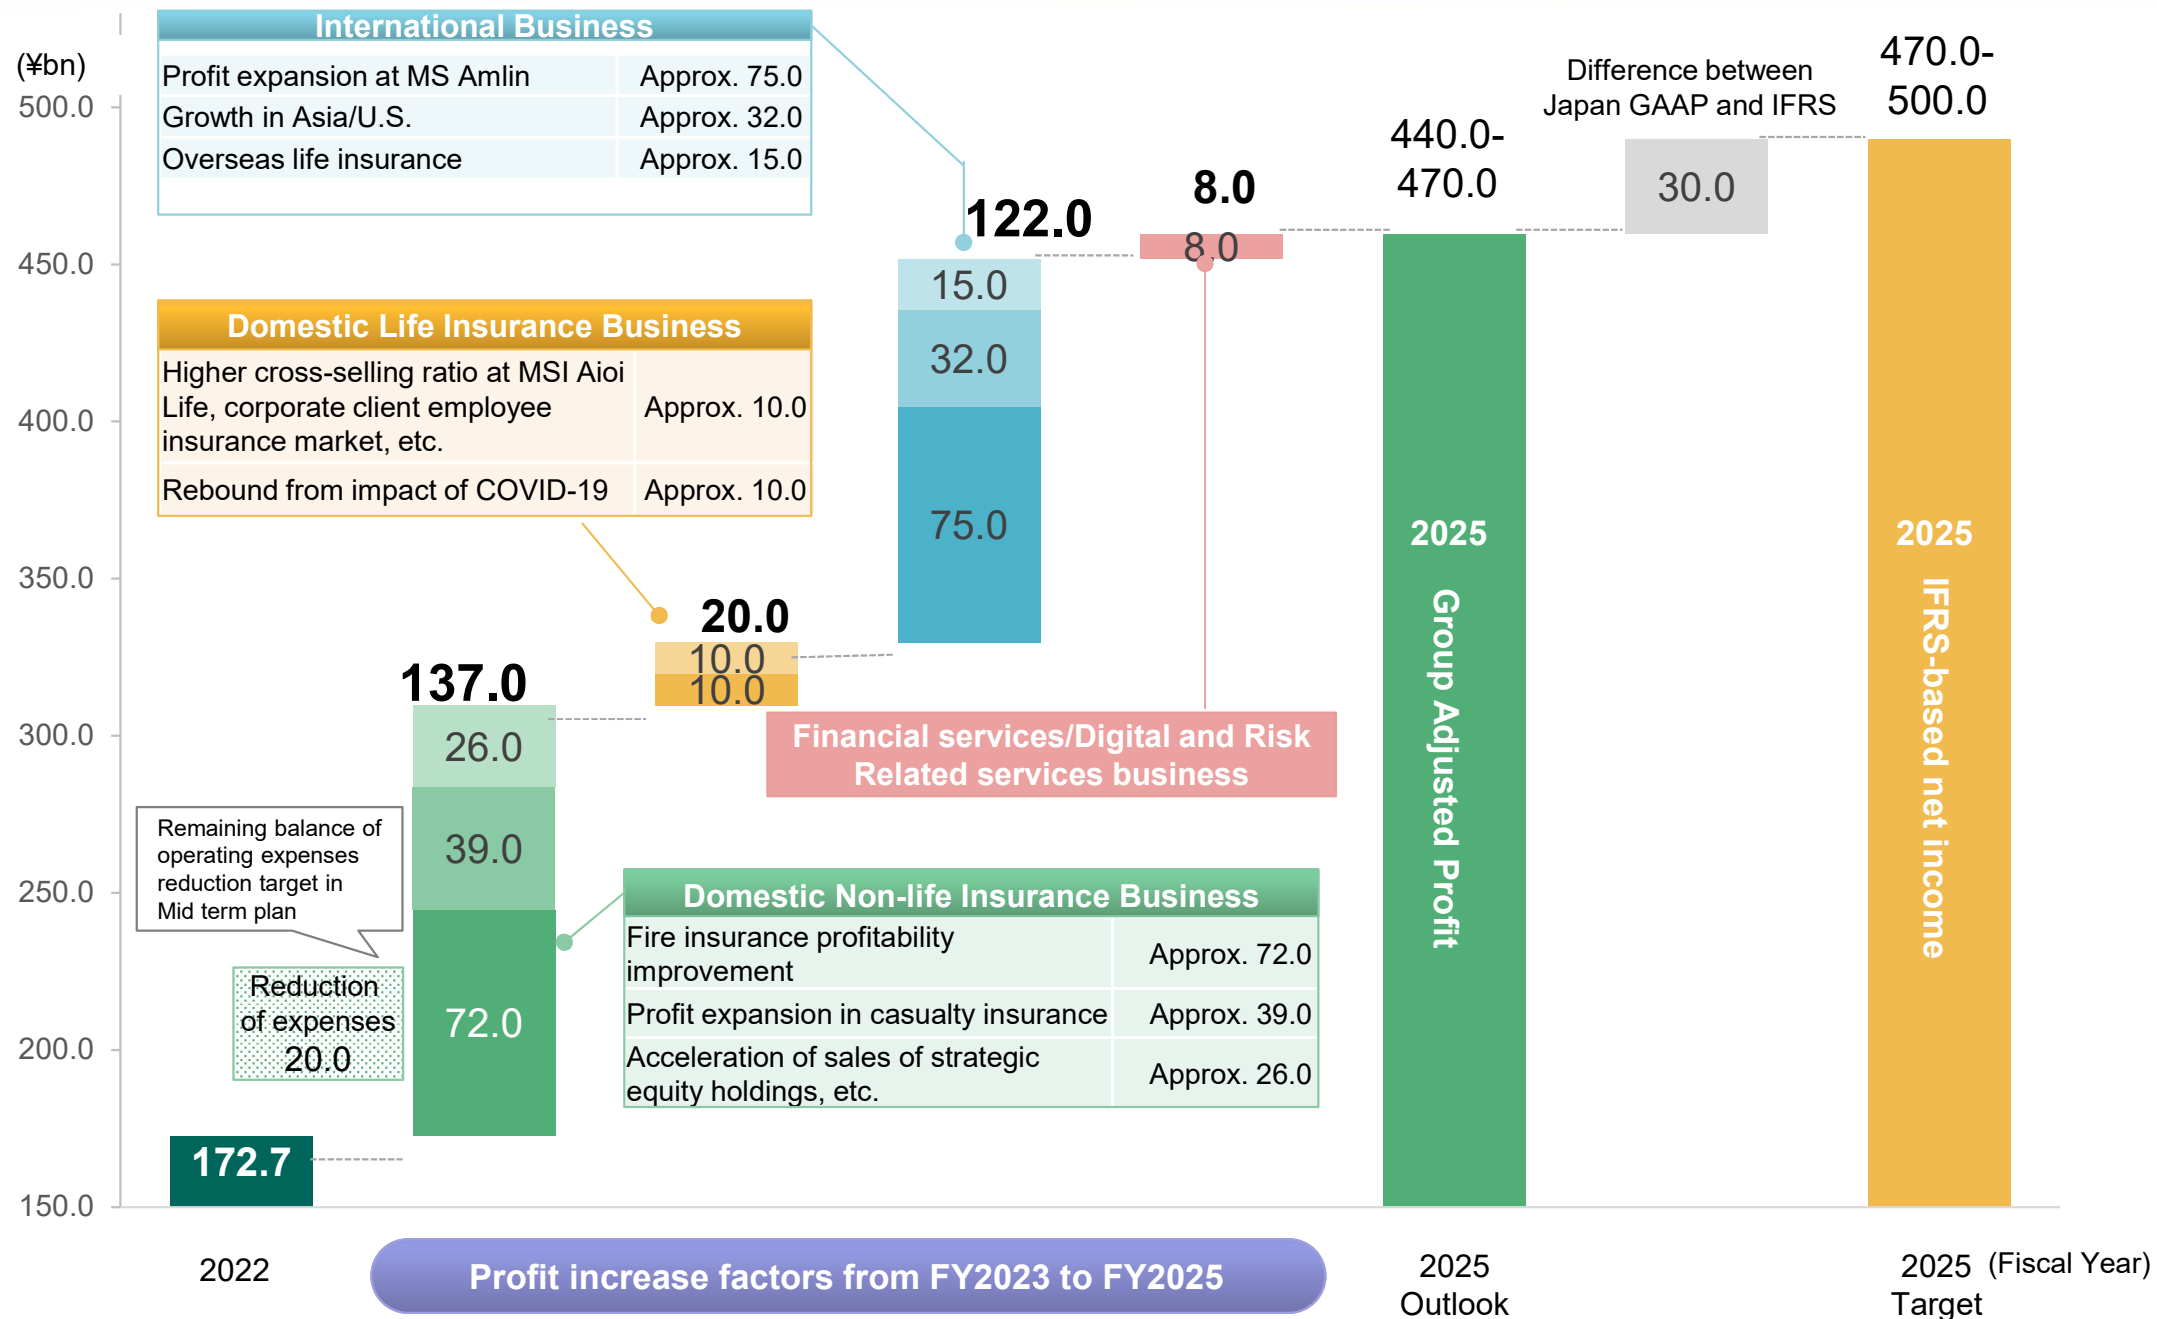 (¥bn)
500.0
450.0
400.0
350.0
300.0
250.0
200.0
150.0
International Business
Profit expansion at MS Amlin Approx. 75.0
Growth in Asia/U.S. Approx. 32.0
Overseas life insurance Approx. 15.0
Domestic Life Insurance Business
Higher cross-selling ratio at MSI Aioi
Life, corporate client employee
insurance market, etc.
Approx. 10.0
Rebound from impact of COVID-19 Approx. 10.0
172.7
Remaining balance of
operating expenses
reduction target in
Mid term plan
Reduction
of expenses
20.0
137.0
26.0
39.0
72.0
20.0
10.0
10.0
122.0
15.0
32.0
75.0
8.0
8.0
Financial services/Digital and Risk
Related services business
Domestic Non-life Insurance Business
Fire insurance profitability
improvement
Approx. 72.0
Profit expansion in casualty insurance Approx. 39.0
Acceleration of sales of strategic
equity holdings, etc.
Approx. 26.0
440.0-
470.0
2025
Group Adjusted Profit
Difference between
Japan GAAP and IFRS
30.0
470.0-
500.0
2025
IFRS-based net income
2022
Profit increase factors from FY2023 to FY2025
2025
Outlook
2025
Target
(Fiscal Year)